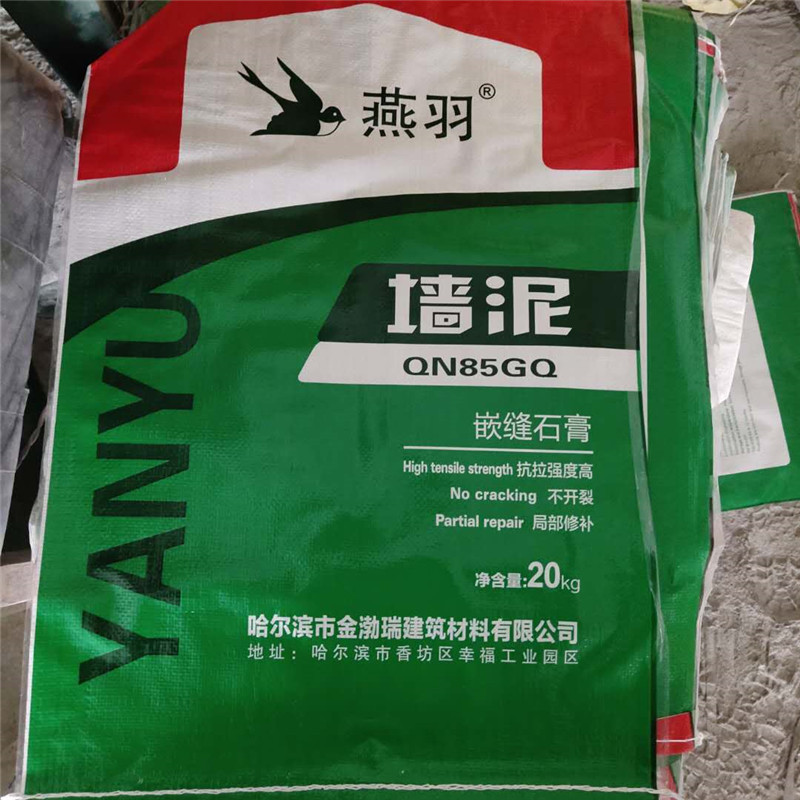 燕羽®
墙泥
QN85GQ
YANYU
嵌缝石膏
High tensile strength 抗拉强度高
No cracking 不开裂
Partial repair 局部修补
净含量:20kg
哈尔滨市金渤瑞建筑材料有限公司
地址：哈尔滨市香坊区幸福工业园区